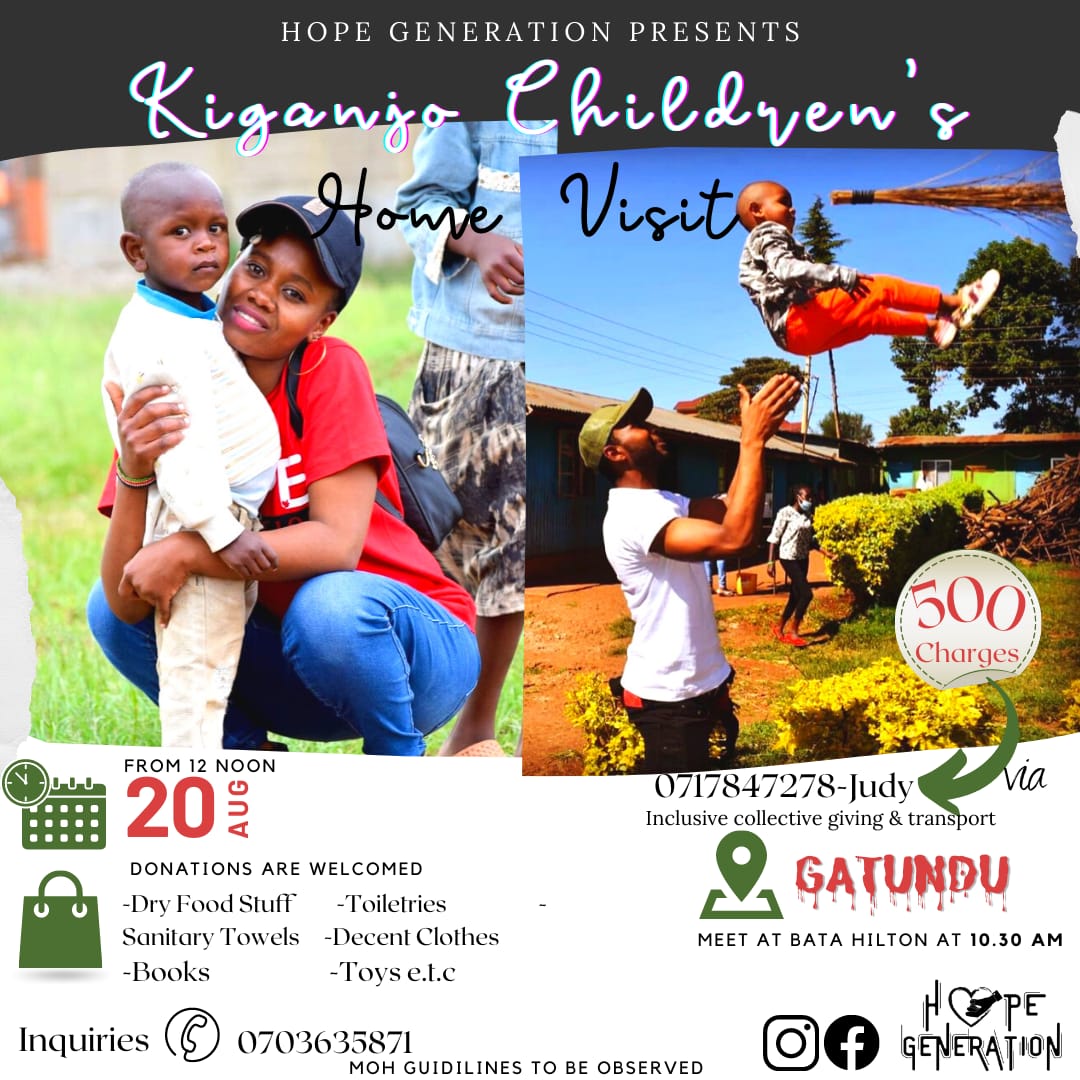 HOPE GENERATION PRESENTS
Kiganjo Children's
Home Visit
E
500
Charges
FROM 12 NOON
20 AUG
0717847278-Judy via
Inclusive collective giving & transport
DONATIONS ARE WELCOMED
-Dry Food Stuff -Toiletries -
Sanitary Towels -Decent Clothes
-Books -Toys e.t.c
GATUNDU
MEET AT BATA HILTON AT 10.30 AM
Inquiries 0703635871
MOH GUIDILINES TO BE OBSERVED
HOPE
GENERATION